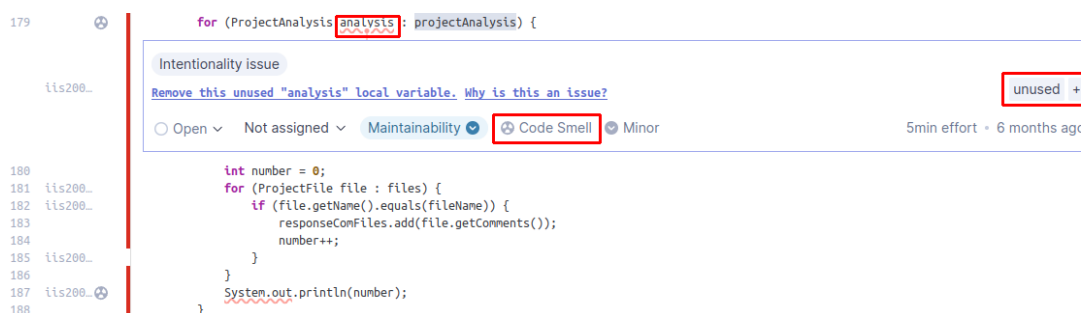 179 for (ProjectAnalysis analysis : projectAnalysis) {
Intentionality issue
iis200… Remove this unused "analysis" local variable. Why is this an issue? unused +
Open Not assigned Maintainability Code Smell Minor 5min effort • 6 months ago
180 int number = 0;
181 iis200… for (ProjectFile file : files) {
182 iis200… if (file.getName().equals(fileName)) {
183 responseComFiles.add(file.getComments());
184 number++;
185 iis200… }
186 }
187 iis200… System.out.println(number);
188 }